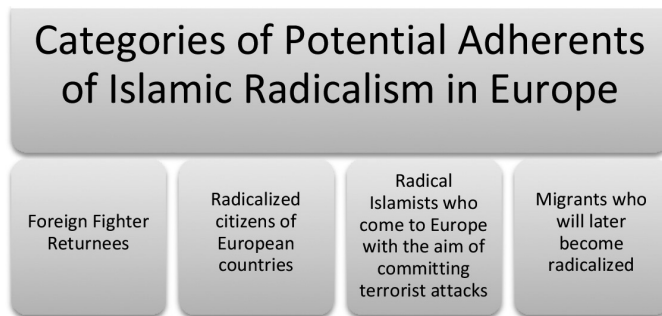 Categories of Potential Adherents
of Islamic Radicalism in Europe
Foreign Fighter
Returnees
Radicalized
citizens of
European
countries
Radical
Islamists who
come to Europe
with the aim of
committing
terrorist attacks
Migrants who
will later
become
radicalized